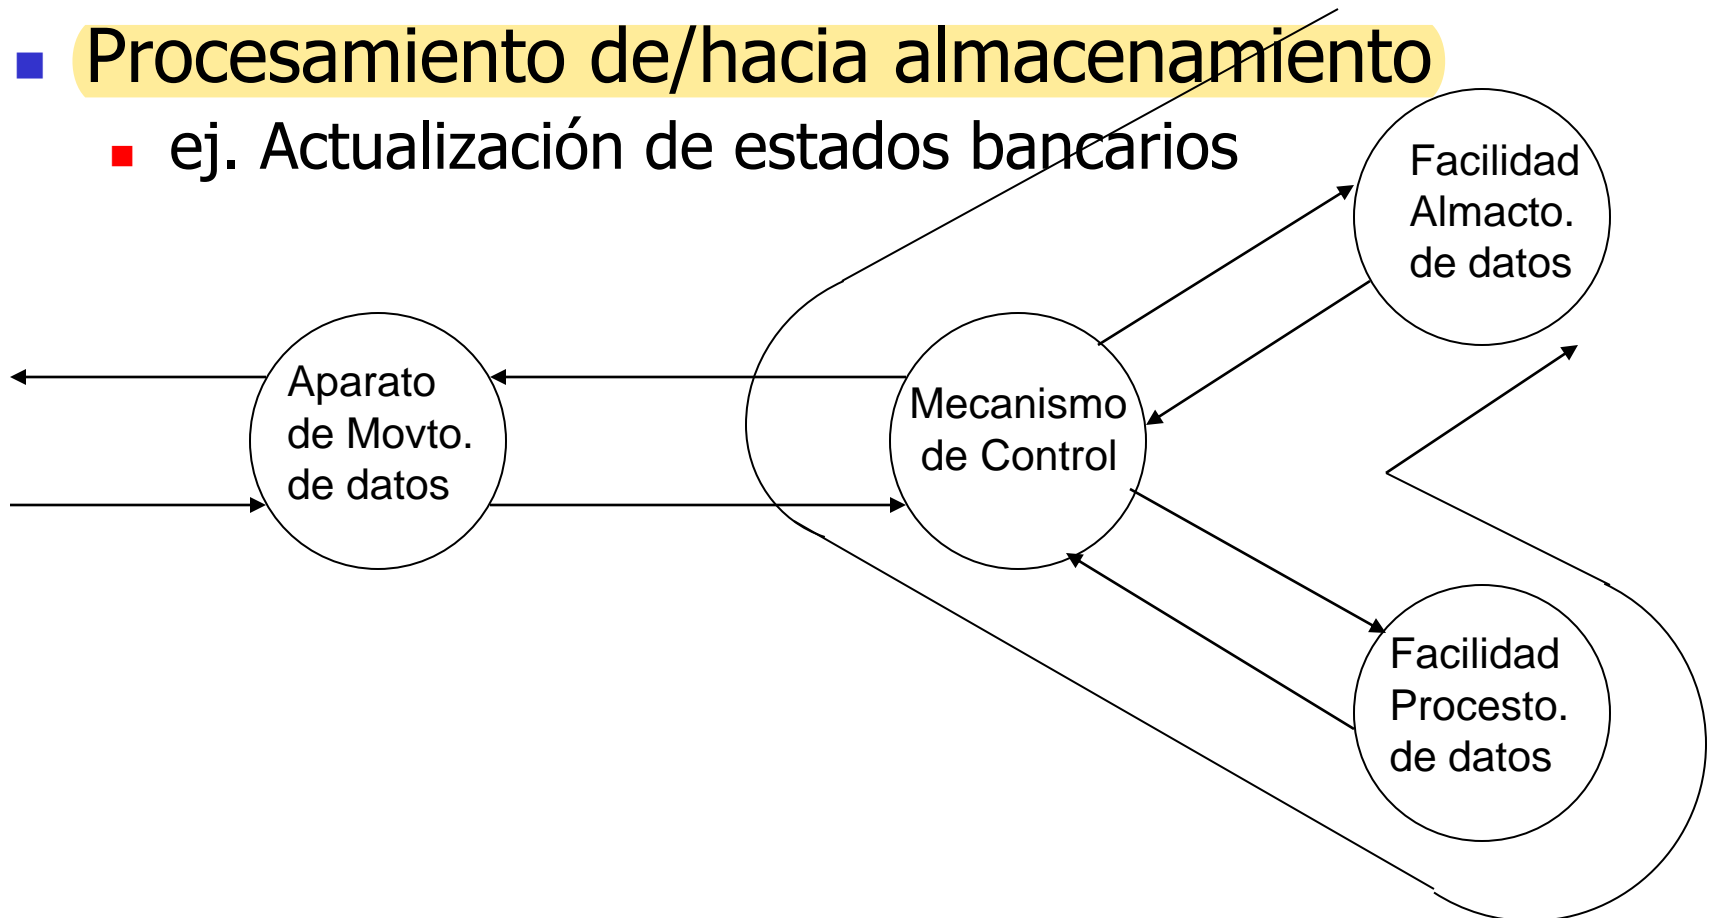 Procesamiento de/hacia almacenamiento
ej. Actualización de estados bancarios
Facilidad
Almacto.
de datos
Aparato
de Movto.
de datos
Mecanismo
de Control
Facilidad
Procesto.
de datos